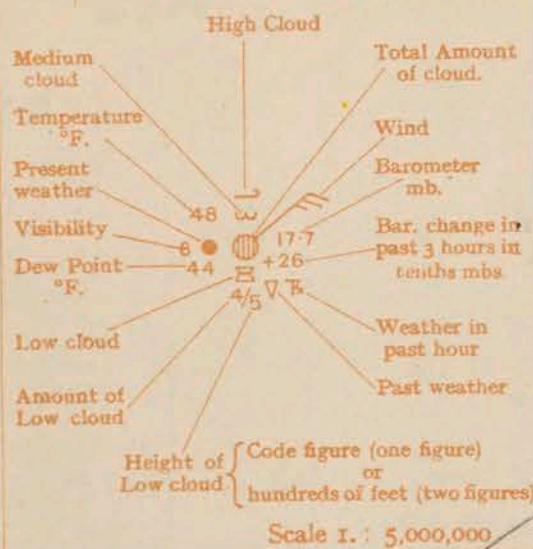 High Cloud
Medium
cloud
Total Amount
of cloud.
Temperature
°F.
Wind
Present
weather
Barometer
mb.
48
Visibility
6
17.7
Bar. change in
past 3 hours in
tenths mbs
+26
Dew Point
°F.
44
4/5
Low cloud
Weather in
past hour
Amount of
Low cloud
Past weather
Height of
Low cloud
Code figure (one figure)
or
hundreds of feet (two figures)
Scale 1. : 5,000,000